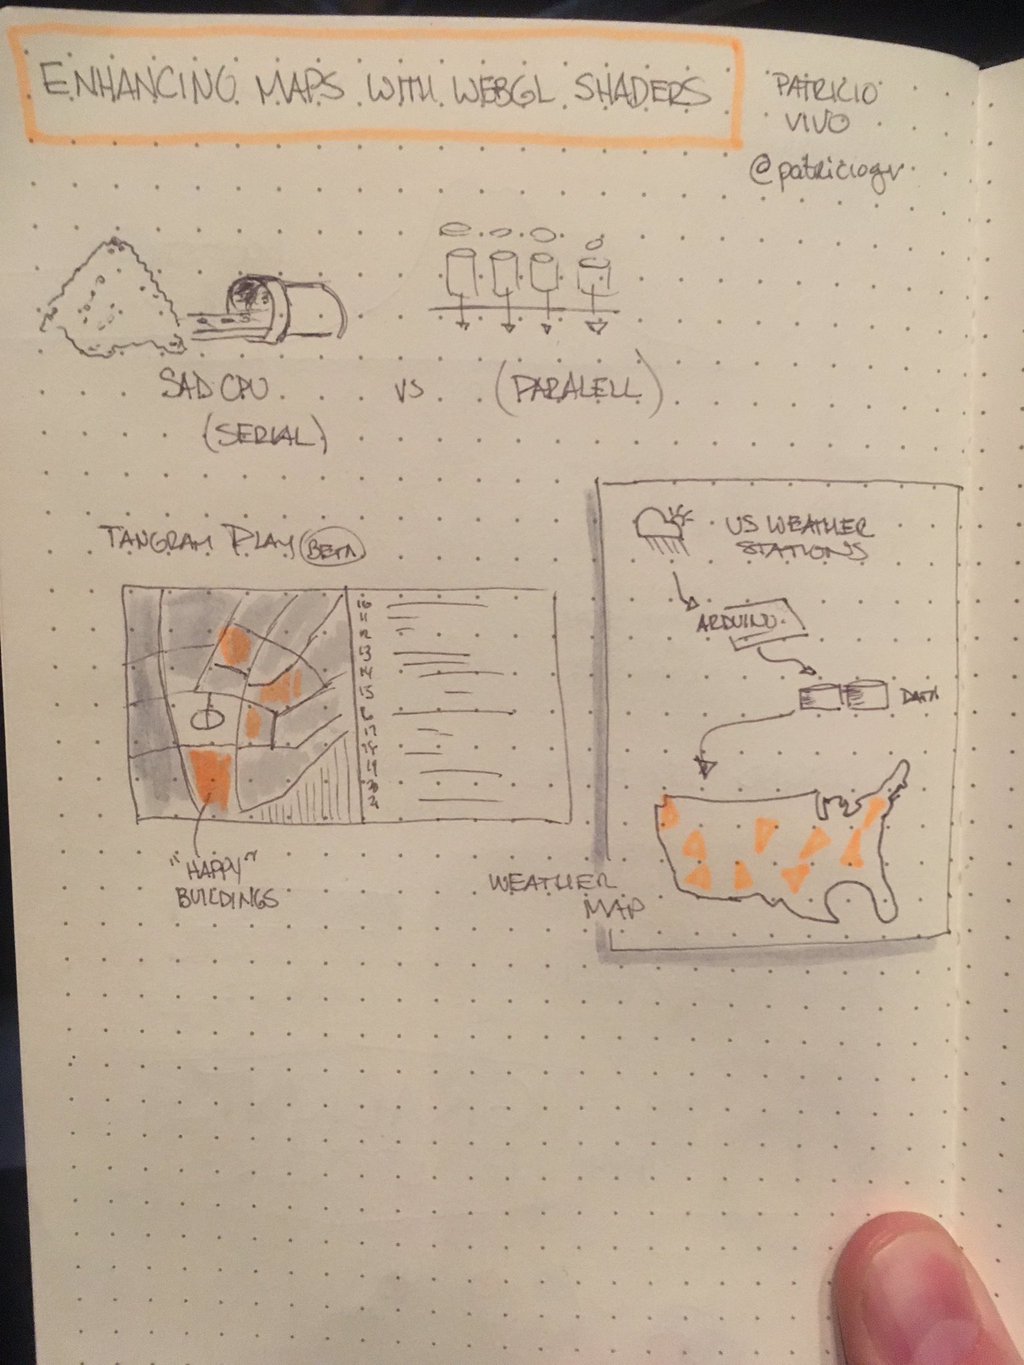 ENHANCING MAPS WITH WEBGL SHADERS
PATRICIO
VIVO
@patriciogv
SAD CPU
(SERIAL)
VS
(PARALELL)
TANGRAM PLAY BETA
10
11
12
13
14
15
16
17
18
19
20
21
"HAPPY"
BUILDINGS
US WEATHER
STATIONS
ARDUINO
DATA
WEATHER
MAP